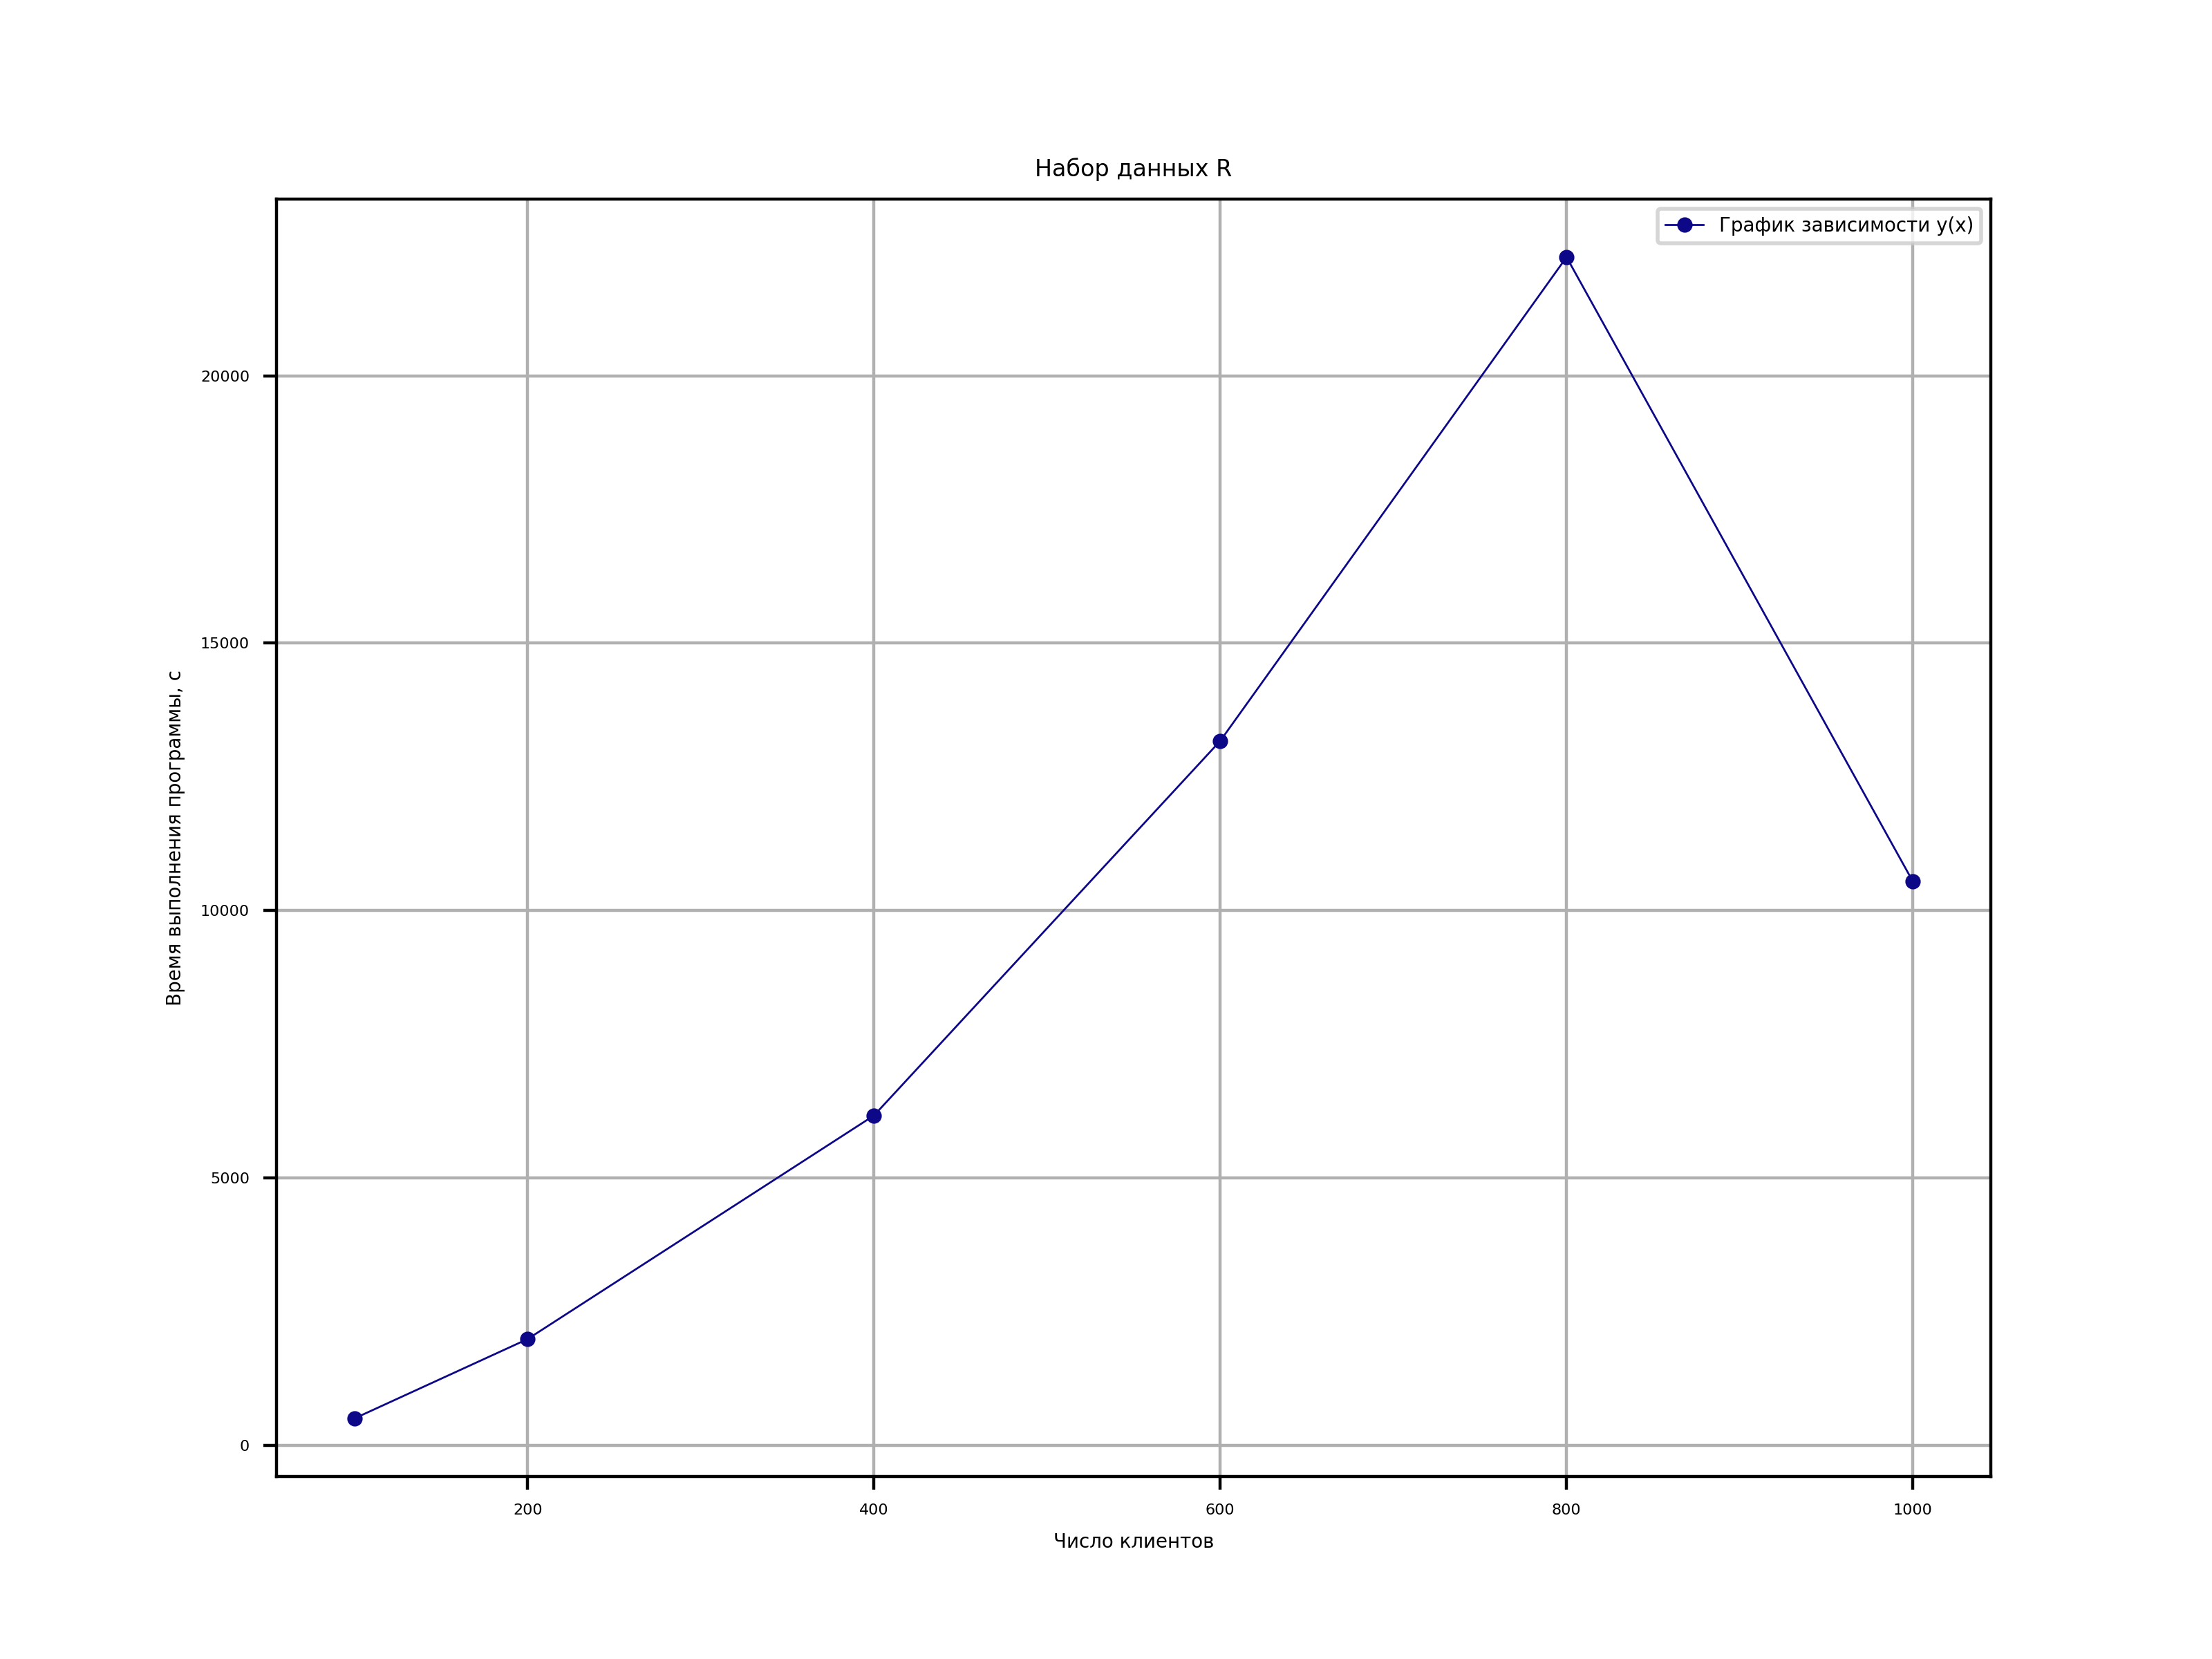 Набор данных R
График зависимости y(x)
Время выполнения программы, с
20000
15000
10000
5000
0
200 400 600 800 1000
Число клиентов